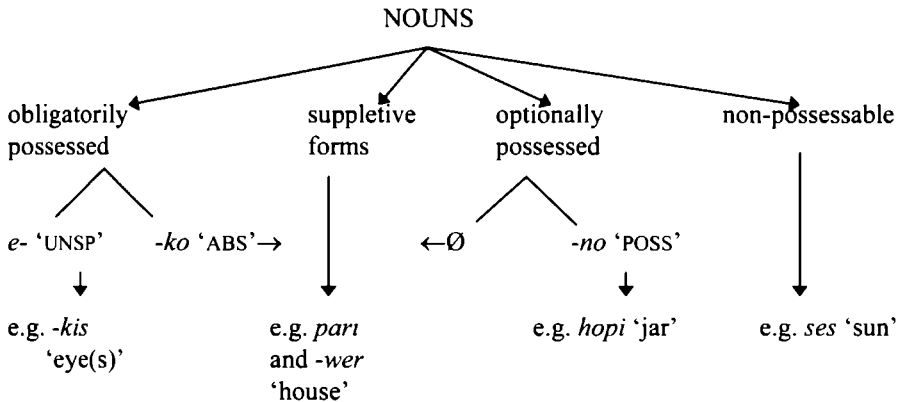 NOUNS
obligatorily possessed
suppletive forms
optionally possessed
non-possessable
e- ‘UNSP’
-ko ‘ABS’→
←Ø
-no ‘POSS’
e.g. -kis
‘eye(s)’
e.g. parı
and -wer
‘house’
e.g. hopi ‘jar’
e.g. ses ‘sun’